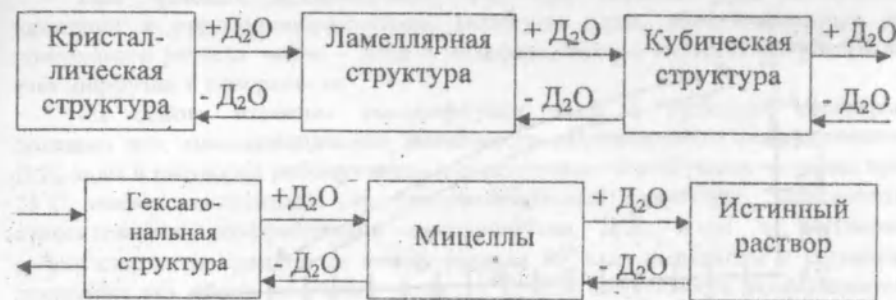 +Д₂О
+Д₂О
+Д₂О
Кристал-
лическая
структура
Ламеллярная
структура
Кубическая
структура
- Д₂О
- Д₂О
- Д₂О
Гексаго-
нальная
структура
+Д₂О
Мицеллы
+Д₂О
Истинный
раствор
- Д₂О
- Д₂О